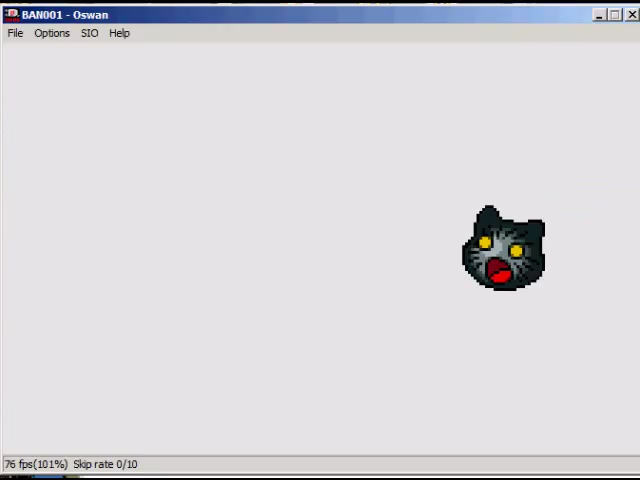 BAN001 - Oswan
File Options SIO Help
76 fps(101%) Skip rate 0/10